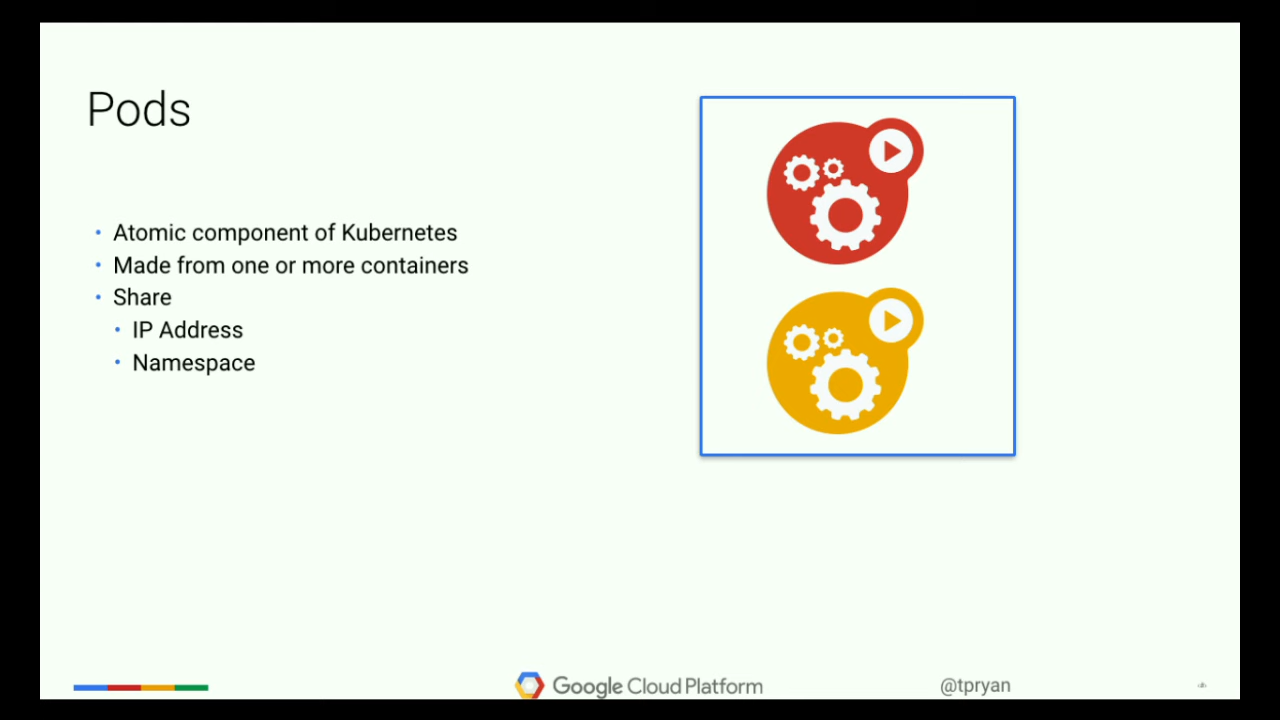 Pods
Atomic component of Kubernetes
Made from one or more containers
Share
IP Address
Namespace
Google Cloud Platform
@tpryan